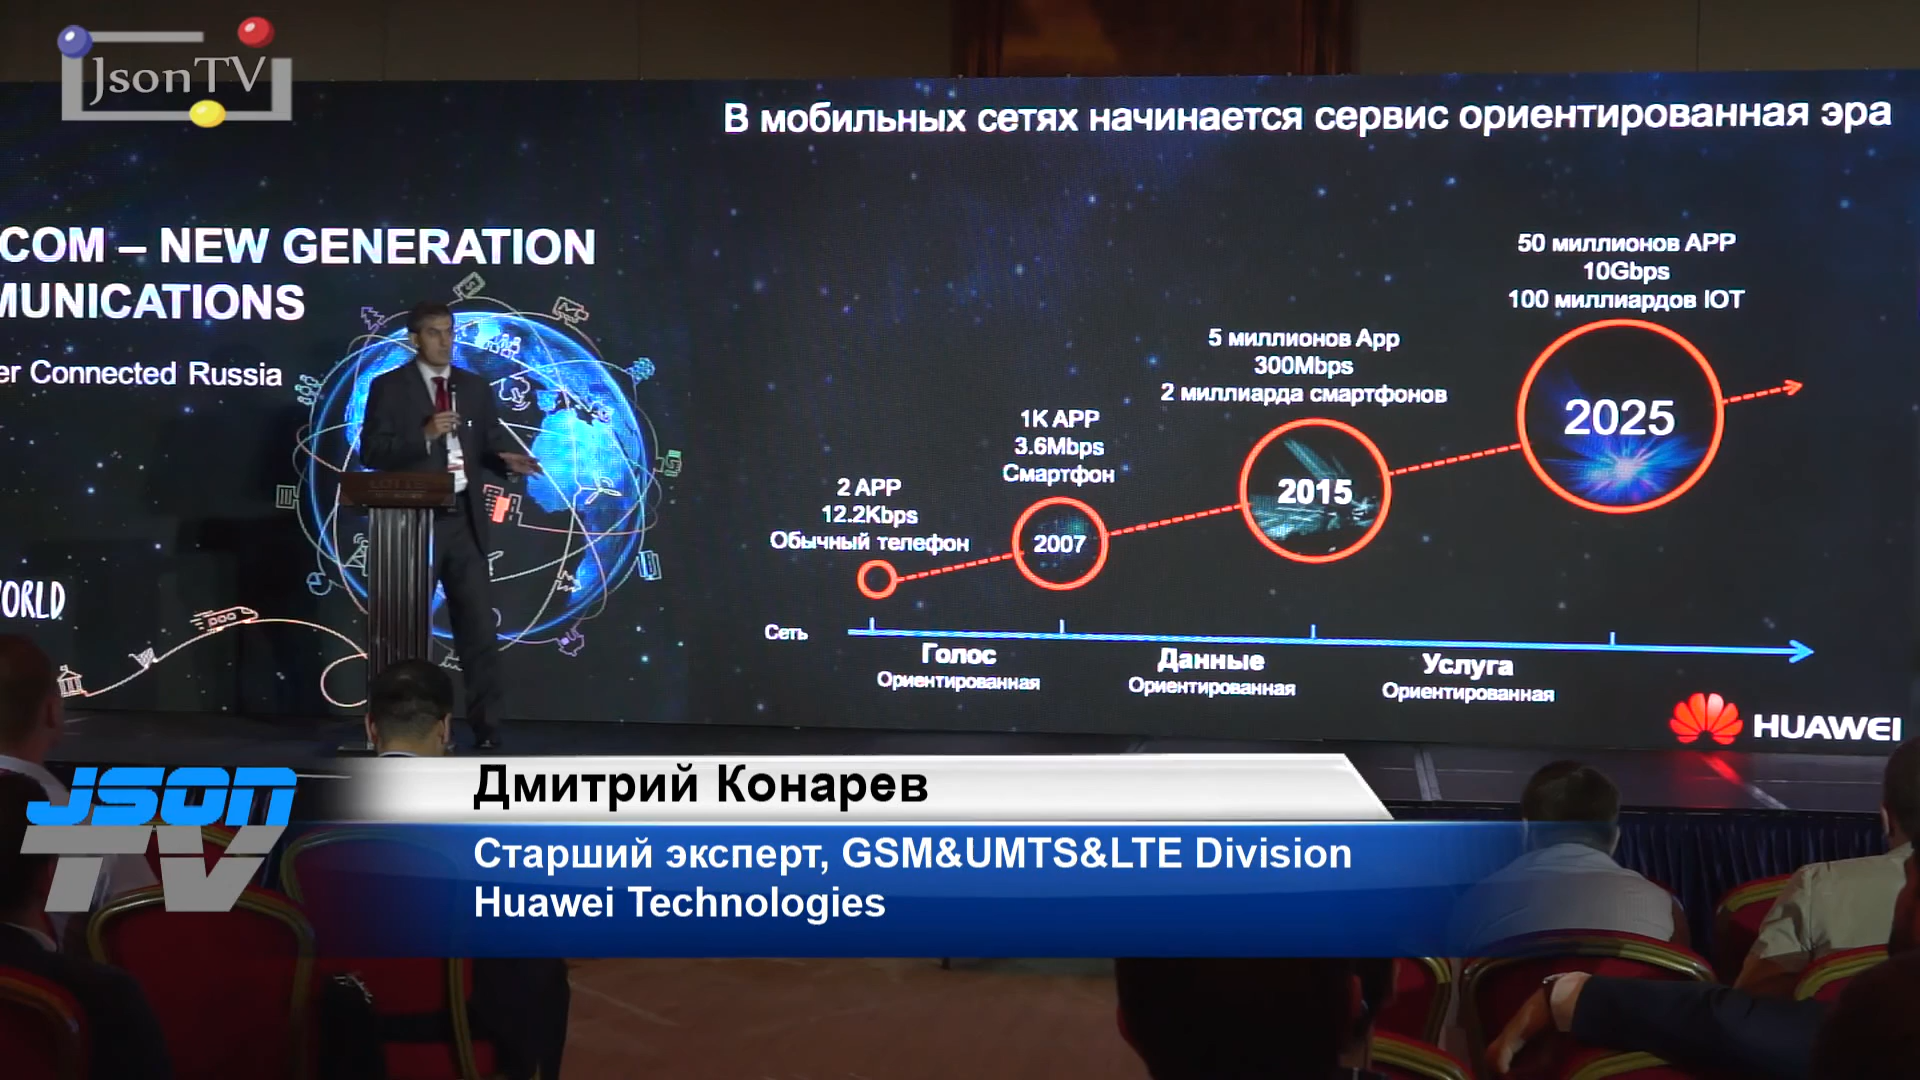 JsonTV
В мобильных сетях начинается сервис ориентированная эра
COM – NEW GENERATION
MUNICATIONS
er Connected Russia
ORLD
50 миллионов APP
10Gbps
100 миллиардов IOT
2025
5 миллионов App
300Mbps
2 миллиарда смартфонов
2015
1K APP
3.6Mbps
Смартфон
2007
2 APP
12.2Kbps
Обычный телефон
Сеть
Голос
Ориентированная
Данные
Ориентированная
Услуга
Ориентированная
HUAWEI
LOTTE
JSON
TV
Дмитрий Конарев
Старший эксперт, GSM&UMTS&LTE Division
Huawei Technologies